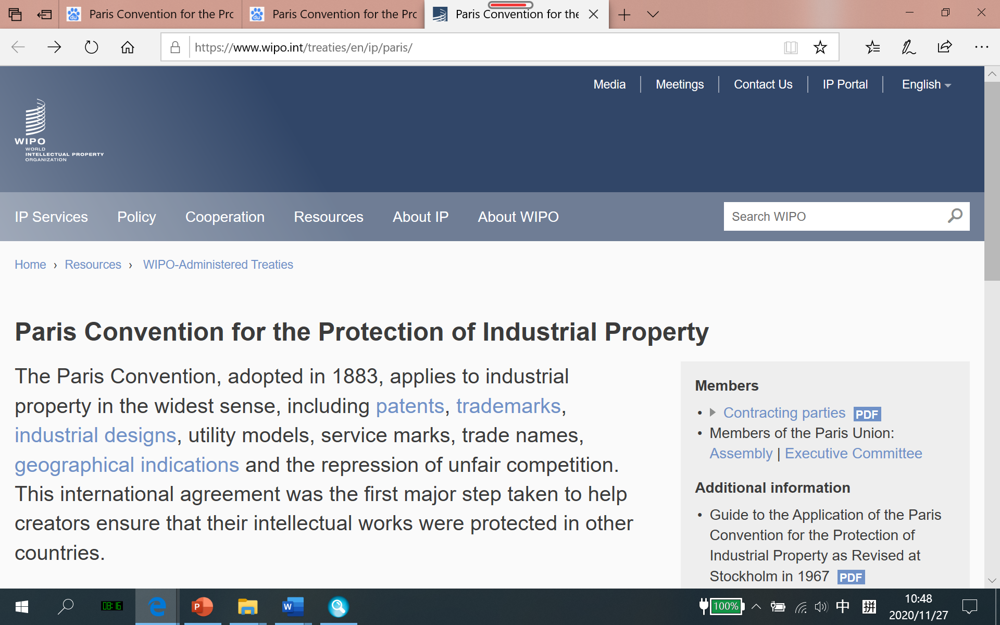 Paris Convention for the Prc
Paris Convention for the Prc
Paris Convention for the
https://www.wipo.int/treaties/en/ip/paris/
Media
Meetings
Contact Us
IP Portal
English
WIPO
WORLD
INTELLECTUAL PROPERTY
ORGANIZATION
IP Services
Policy
Cooperation
Resources
About IP
About WIPO
Search WIPO
Home › Resources › WIPO-Administered Treaties
Paris Convention for the Protection of Industrial Property
The Paris Convention, adopted in 1883, applies to industrial
property in the widest sense, including patents, trademarks,
industrial designs, utility models, service marks, trade names,
geographical indications and the repression of unfair competition.
This international agreement was the first major step taken to help
creators ensure that their intellectual works were protected in other
countries.
Members
• Contracting parties PDF
• Members of the Paris Union:
Assembly | Executive Committee
Additional information
• Guide to the Application of the Paris
Convention for the Protection of
Industrial Property as Revised at
Stockholm in 1967 PDF
08:16
100%
中
拼
10:48
2020/11/27